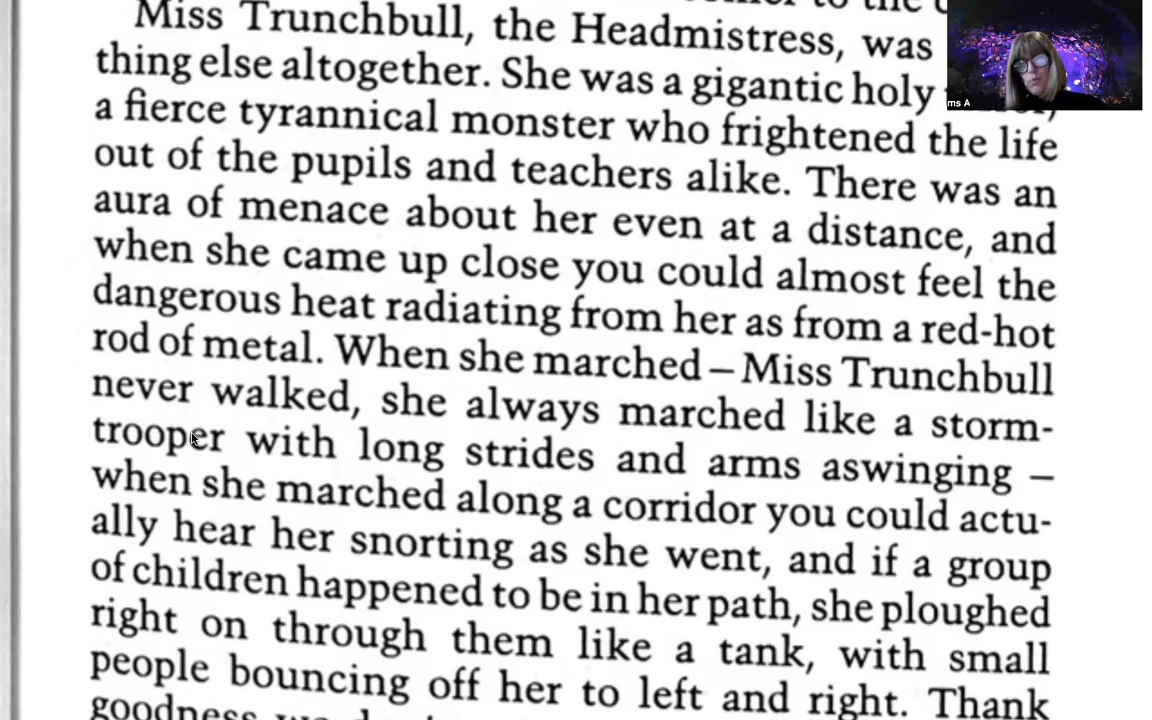 to the
Miss Trunchbull, the Headmistress, was
thing else altogether. She was a gigantic holy
a fierce tyrannical monster who frightened the life
out of the pupils and teachers alike. There was an
aura of menace about her even at a distance, and
when she came up close you could almost feel the
dangerous heat radiating from her as from a red-hot
rod of metal. When she marched – Miss Trunchbull
never walked, she always marched like a storm-
trooper with long strides and arms aswinging –
when she marched along a corridor you could actu-
ally hear her snorting as she went, and if a group
of children happened to be in her path, she ploughed
right on through them like a tank, with small
people bouncing off her to left and right. Thank
goodness we
ms A